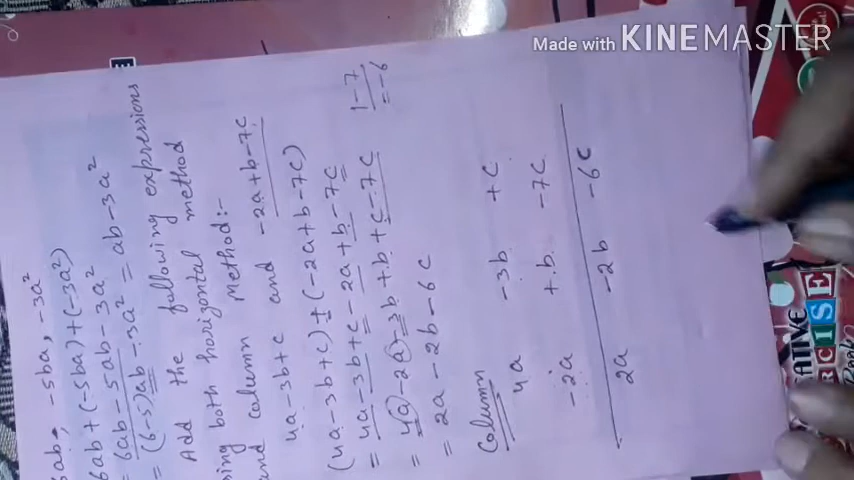 6ab, -5ba, -3a²
6ab + (-5ba) + (-3a²)
= 6ab - 5ab - 3a²
= (6-5)ab - 3a² = ab - 3a²
Add the following expressions
using both horizontal method
and column method:-
4a - 3b + c and -2a + b - 7c
(4a - 3b + c) + (-2a + b - 7c)
= 4a - 3b + c - 2a + b - 7c
= 4a - 2a - 3b + b + c - 7c
1 - 7
= -6
= 2a - 2b - 6c
Column
4a -3b +c
-2a +b -7c
2a -2b -6c
Made with KINEMASTER